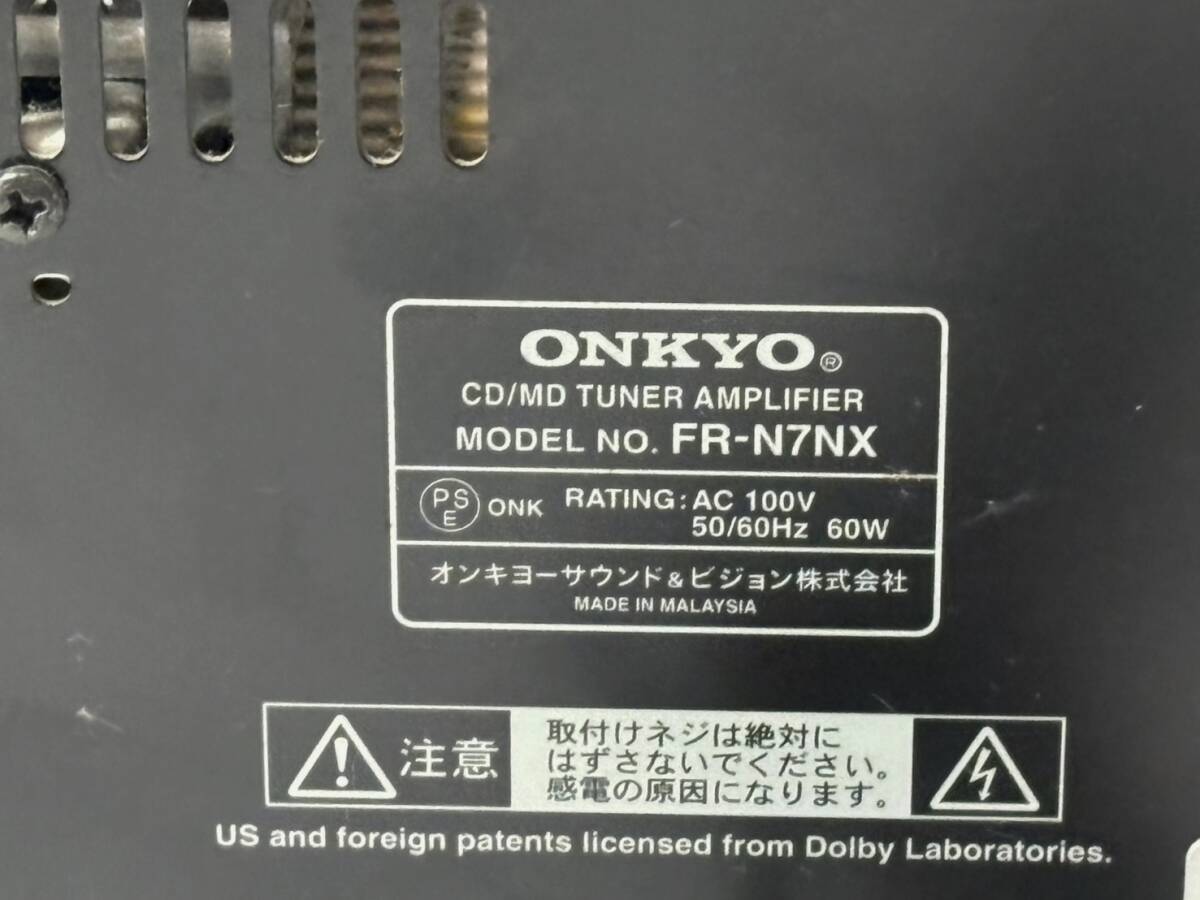 ONKYO®
CD/MD TUNER AMPLIFIER
MODEL NO. FR-N7NX
PSE ONK RATING: AC 100V
50/60Hz 60W
オンキヨーサウンド&ビジョン株式会社
MADE IN MALAYSIA
注意
取付けネジは絶対に
はずさないでください。
感電の原因になります。
US and foreign patents licensed from Dolby Laboratories.